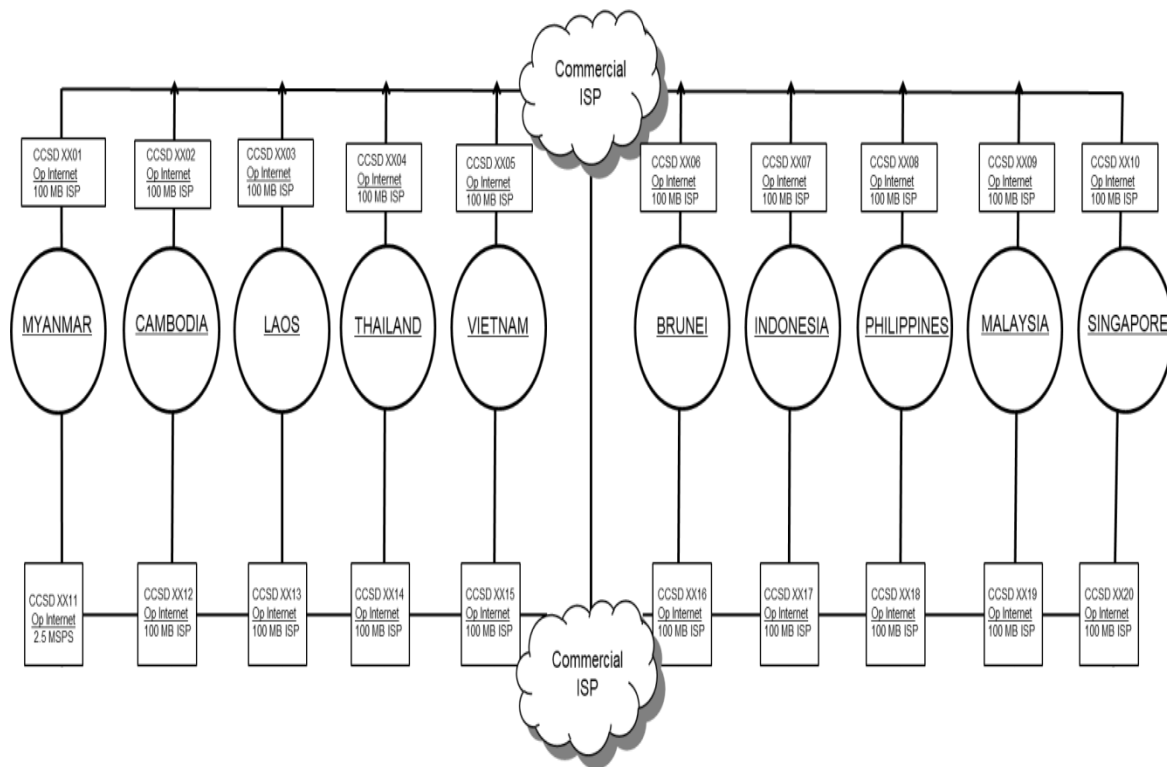 Commercial
ISP
CCSD XX01
Op Internet
100 MB ISP
CCSD XX02
Op Internet
100 MB ISP
CCSD XX03
Op Internet
100 MB ISP
CCSD XX04
Op Internet
100 MB ISP
CCSD XX05
Op Internet
100 MB ISP
CCSD XX06
Op Internet
100 MB ISP
CCSD XX07
Op Internet
100 MB ISP
CCSD XX08
Op Internet
100 MB ISP
CCSD XX09
Op Internet
100 MB ISP
CCSD XX10
Op Internet
100 MB ISP
MYANMAR
CAMBODIA
LAOS
THAILAND
VIETNAM
BRUNEI
INDONESIA
PHILIPPINES
MALAYSIA
SINGAPORE
CCSD XX11
Op Internet
2.5 MSPS
CCSD XX12
Op Internet
100 MB ISP
CCSD XX13
Op Internet
100 MB ISP
CCSD XX14
Op Internet
100 MB ISP
CCSD XX15
Op Internet
100 MB ISP
CCSD XX16
Op Internet
100 MB ISP
CCSD XX17
Op Internet
100 MB ISP
CCSD XX18
Op Internet
100 MB ISP
CCSD XX19
Op Internet
100 MB ISP
CCSD XX20
Op Internet
100 MB ISP
Commercial
ISP